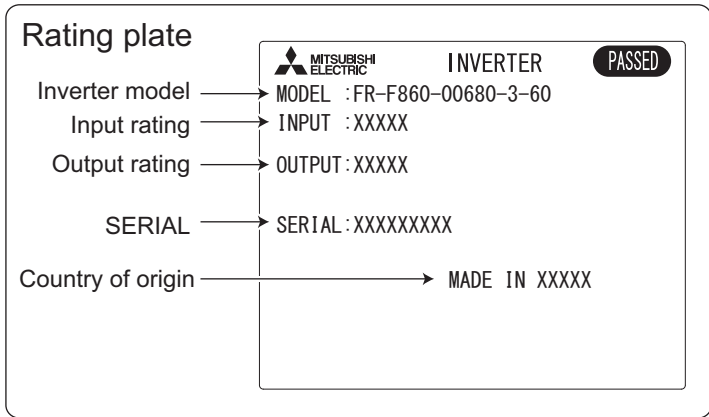 Rating plate
MITSUBISHI
ELECTRIC
INVERTER
PASSED
Inverter model
MODEL :FR-F860-00680-3-60
Input rating
INPUT :XXXXX
Output rating
OUTPUT:XXXXX
SERIAL
SERIAL:XXXXXXXXX
Country of origin
MADE IN XXXXX